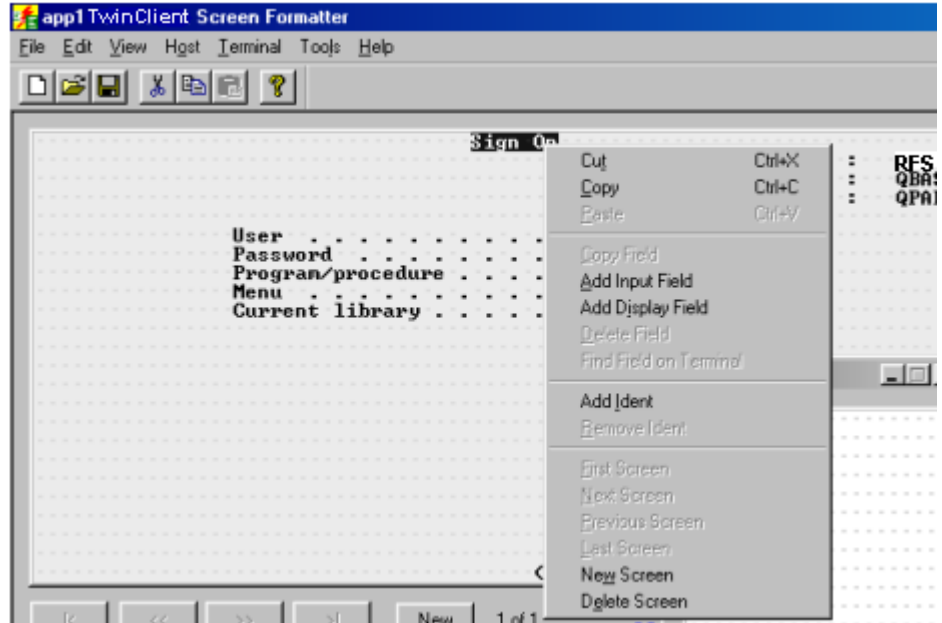 app1 TwinClient Screen Formatter
File Edit View Host Terminal Tools Help
Sign On
: RFS
: QBAS
: QPAI
User . . . . . . . . .
Password . . . . . . . .
Program/procedure . . . .
Menu . . . . . . . . .
Current library . . . . .
Cut Ctrl+X
Copy Ctrl+C
Paste Ctrl+V
Copy Field
Add Input Field
Add Display Field
Delete Field
Find Field on Terminal
Add Ident
Remove Ident
First Screen
Next Screen
Previous Screen
Last Screen
New Screen
Delete Screen
|< << >> >| New 1 of 1